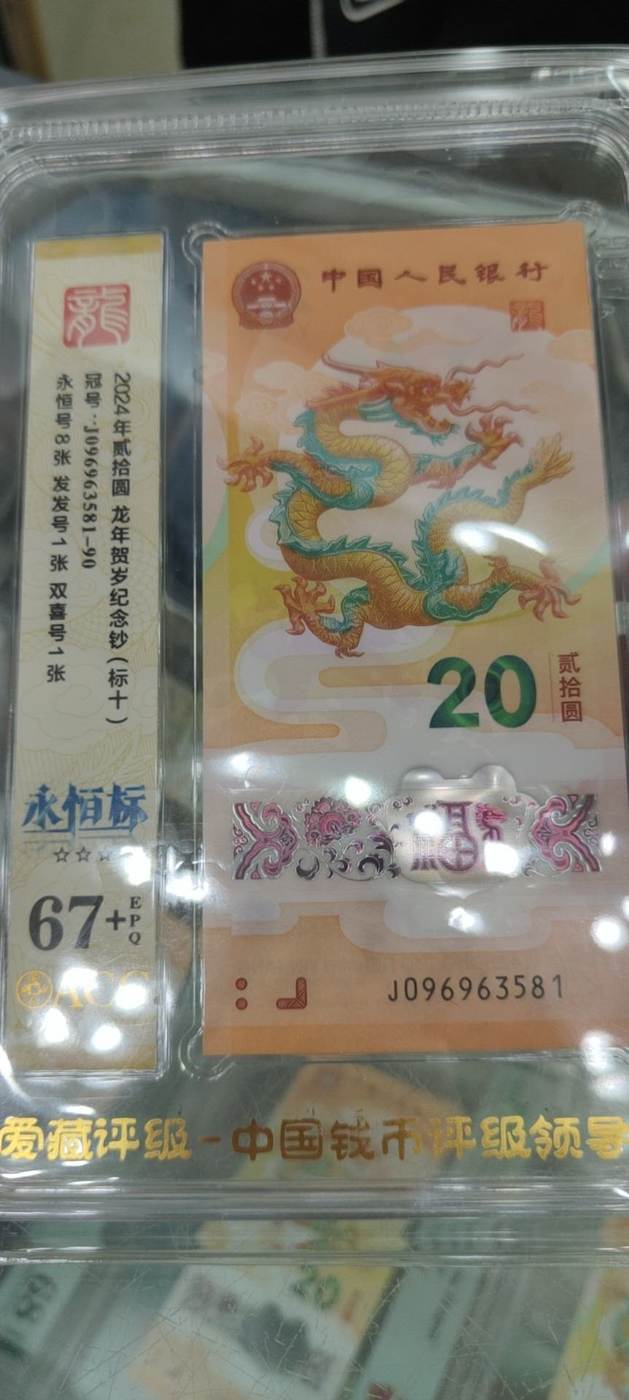 中国人民银行
龍
20
贰拾圆
J096963581
龍
2024年贰拾圆 龙年贺岁纪念钞(标十)
冠号:J096963581-90
永恒号8张 发发号1张 双喜号1张
永恒标
☆☆☆
67+EPQ
ACG
爱藏评级-中国钱币评级领导
20